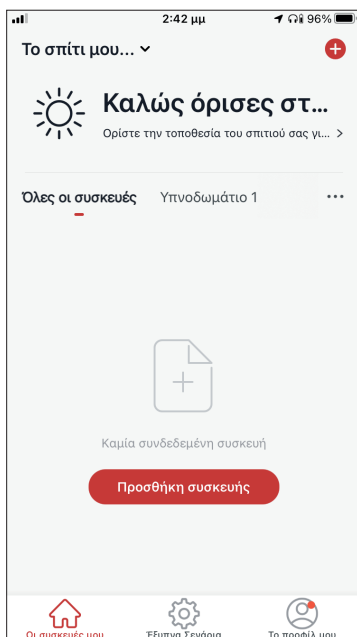 2:42 μμ
96%
Το σπίτι μου...
Καλώς όρισες στ...
Ορίστε την τοποθεσία του σπιτιού σας γι...
Όλες οι συσκευές Υπνοδωμάτιο 1
Καμία συνδεδεμένη συσκευή
Προσθήκη συσκευής
Οι συσκευές μου Έξυπνα Σενάρια Το προφίλ μου